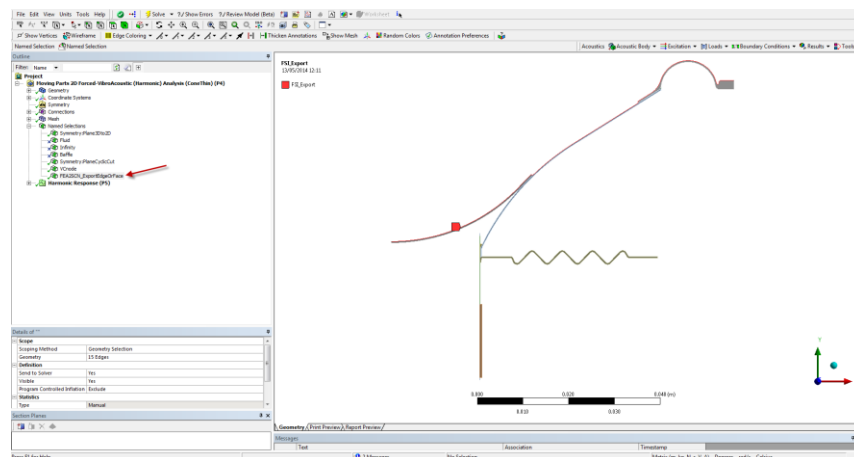 File Edit View Units Tools Help Solve ?/ Show Errors ?/ Review Model (Beta) Worksheet
Show Vertices Wireframe Edge Coloring Thicken Annotations Show Mesh Random Colors Annotation Preferences
Named Selection Named Selection Acoustics Acoustic Body Excitation Loads Boundary Conditions Results Tools
Outline
Filter: Name
Project
Moving Parts 2D Forced-VibroAcoustic (Harmonic) Analysis (ConsThin) (P4)
Geometry
Coordinate Systems
Symmetry
Connections
Mesh
Named Selections
Symmetry:Plane3Dto2D
Fluid
Infinity
Baffle
Symmetry:PlaneCyclicCut
VCnode
FEA2SCN_ExportEdgeOrFace
Harmonic Response (P5)
FSI_Export
13/05/2014 12:11
FSI_Export
0.000 0.020 0.040 (m)
0.010 0.030
Y
Details of ""
Scope
Scoping Method Geometry Selection
Geometry 15 Edges
Definition
Send to Solver Yes
Visible Yes
Program Controlled Inflation Exclude
Statistics
Type Manual
Section Planes
Geometry Print Preview Report Preview
Messages
Text Association Timestamp